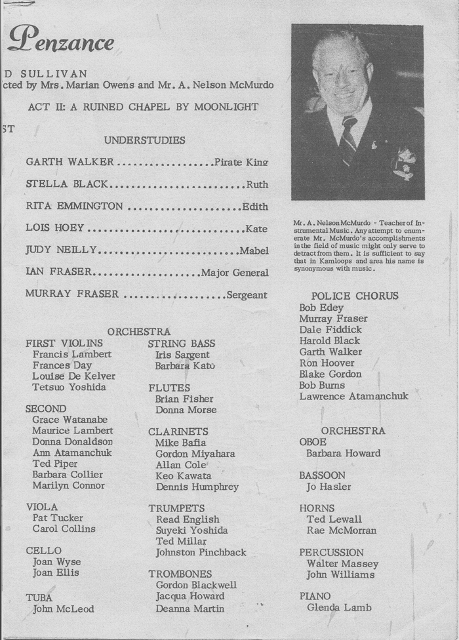 Penzance
D SULLIVAN
cted by Mrs. Marian Owens and Mr. A. Nelson McMurdo
ACT II: A RUINED CHAPEL BY MOONLIGHT
ST
UNDERSTUDIES
GARTH WALKER..................Pirate King
STELLA BLACK.........................Ruth
RITA EMMINGTON .....................Edith
LOIS HOEY .............................Kate
JUDY NEILLY..........................Mabel
IAN FRASER....................Major General
MURRAY FRASER ...................Sergeant
Mr. A. Nelson McMurdo - Teacher of In-
strumental Music. Any attempt to enum-
erate Mr. McMurdo's accomplishments
in the field of music might only serve to
detract from them. It is sufficient to say
that in Kamloops and area his name is
synonymous with music.
ORCHESTRA
FIRST VIOLINS
Francis Lambert
Frances Day
Louise De Kelver
Tetsuo Yoshida
SECOND
Grace Watanabe
Maurice Lambert
Donna Donaldson
Ann Atamanchuk
Ted Piper
Barbara Collier
Marilyn Connor
VIOLA
Pat Tucker
Carol Collins
CELLO
Joan Wyse
Joan Ellis
TUBA
John McLeod
STRING BASS
Iris Sargent
Barbara Kato
FLUTES
Brian Fisher
Donna Morse
CLARINETS
Mike Bafia
Gordon Miyahara
Allan Cole
Keo Kawata
Dennis Humphrey
TRUMPETS
Read English
Suyeki Yoshida
Ted Millar
Johnston Pinchback
TROMBONES
Gordon Blackwell
Jacqua Howard
Deanna Martin
POLICE CHORUS
Bob Edey
Murray Fraser
Dale Fiddick
Harold Black
Garth Walker
Ron Hoover
Blake Gordon
Bob Burns
Lawrence Atamanchuk
ORCHESTRA
OBOE
Barbara Howard
BASSOON
Jo Hasler
HORNS
Ted Lewall
Rae McMorran
PERCUSSION
Walter Massey
John Williams
PIANO
Glenda Lamb